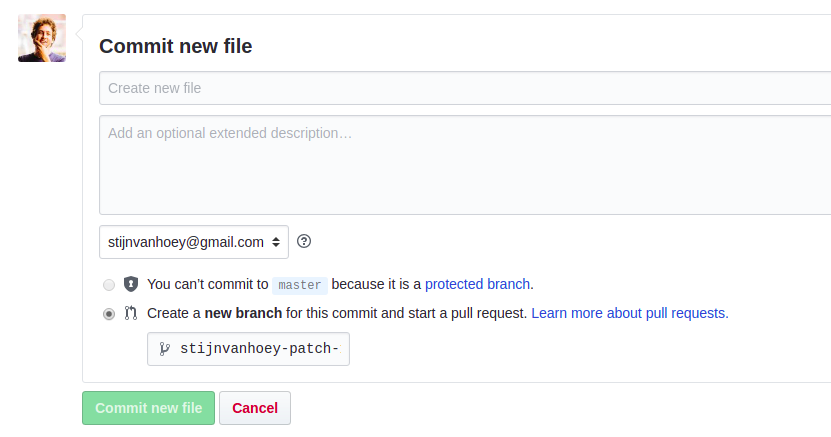 Commit new file
Create new file
Add an optional extended description…
stijnvanhoey@gmail.com
You can’t commit to master because it is a protected branch.
Create a new branch for this commit and start a pull request. Learn more about pull requests.
stijnvanhoey-patch-
Commit new file Cancel